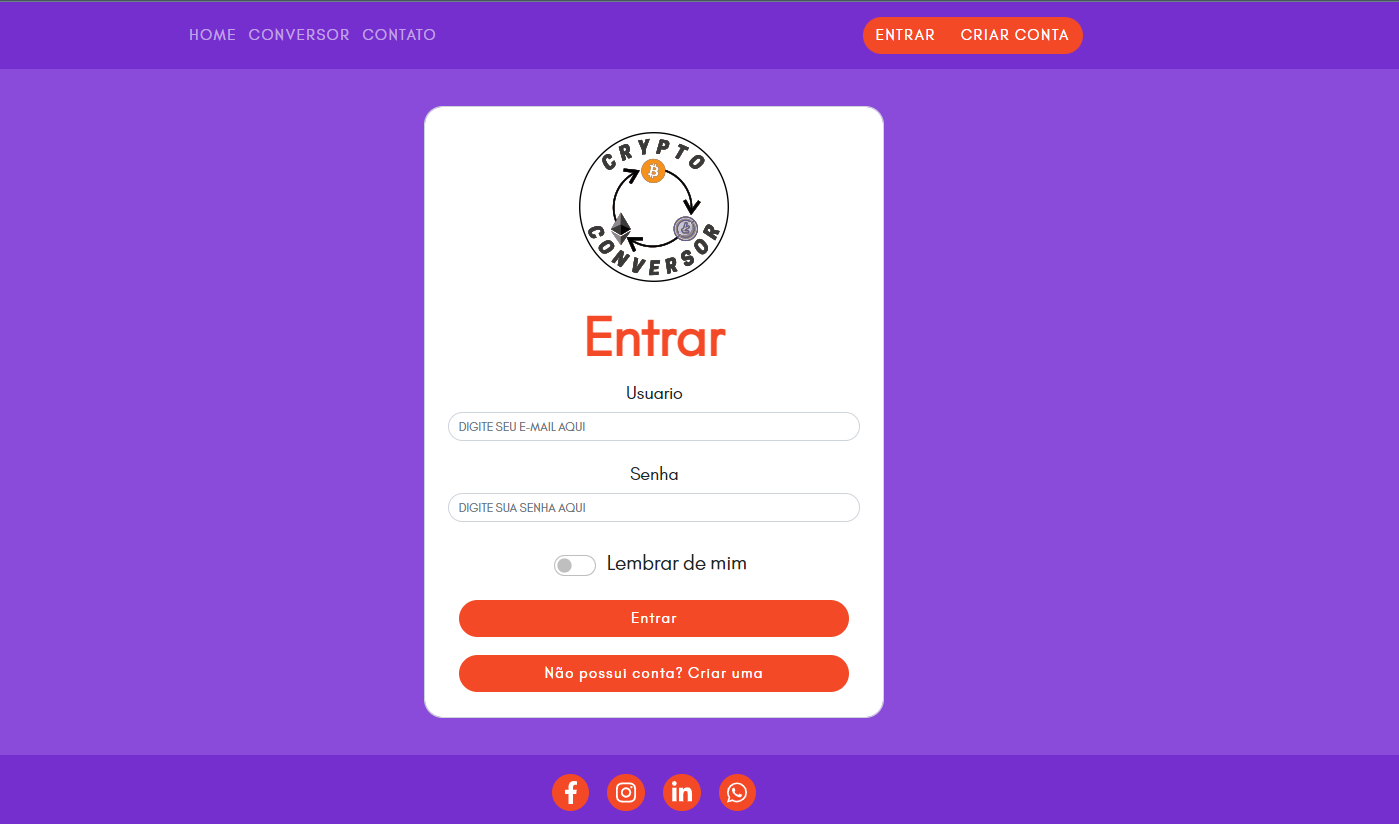 HOME CONVERSOR CONTATO ENTRAR CRIAR CONTA
CRYPTO
CONVERSOR
Entrar
Usuario
DIGITE SEU E-MAIL AQUI
Senha
DIGITE SUA SENHA AQUI
Lembrar de mim
Entrar
Não possui conta? Criar uma